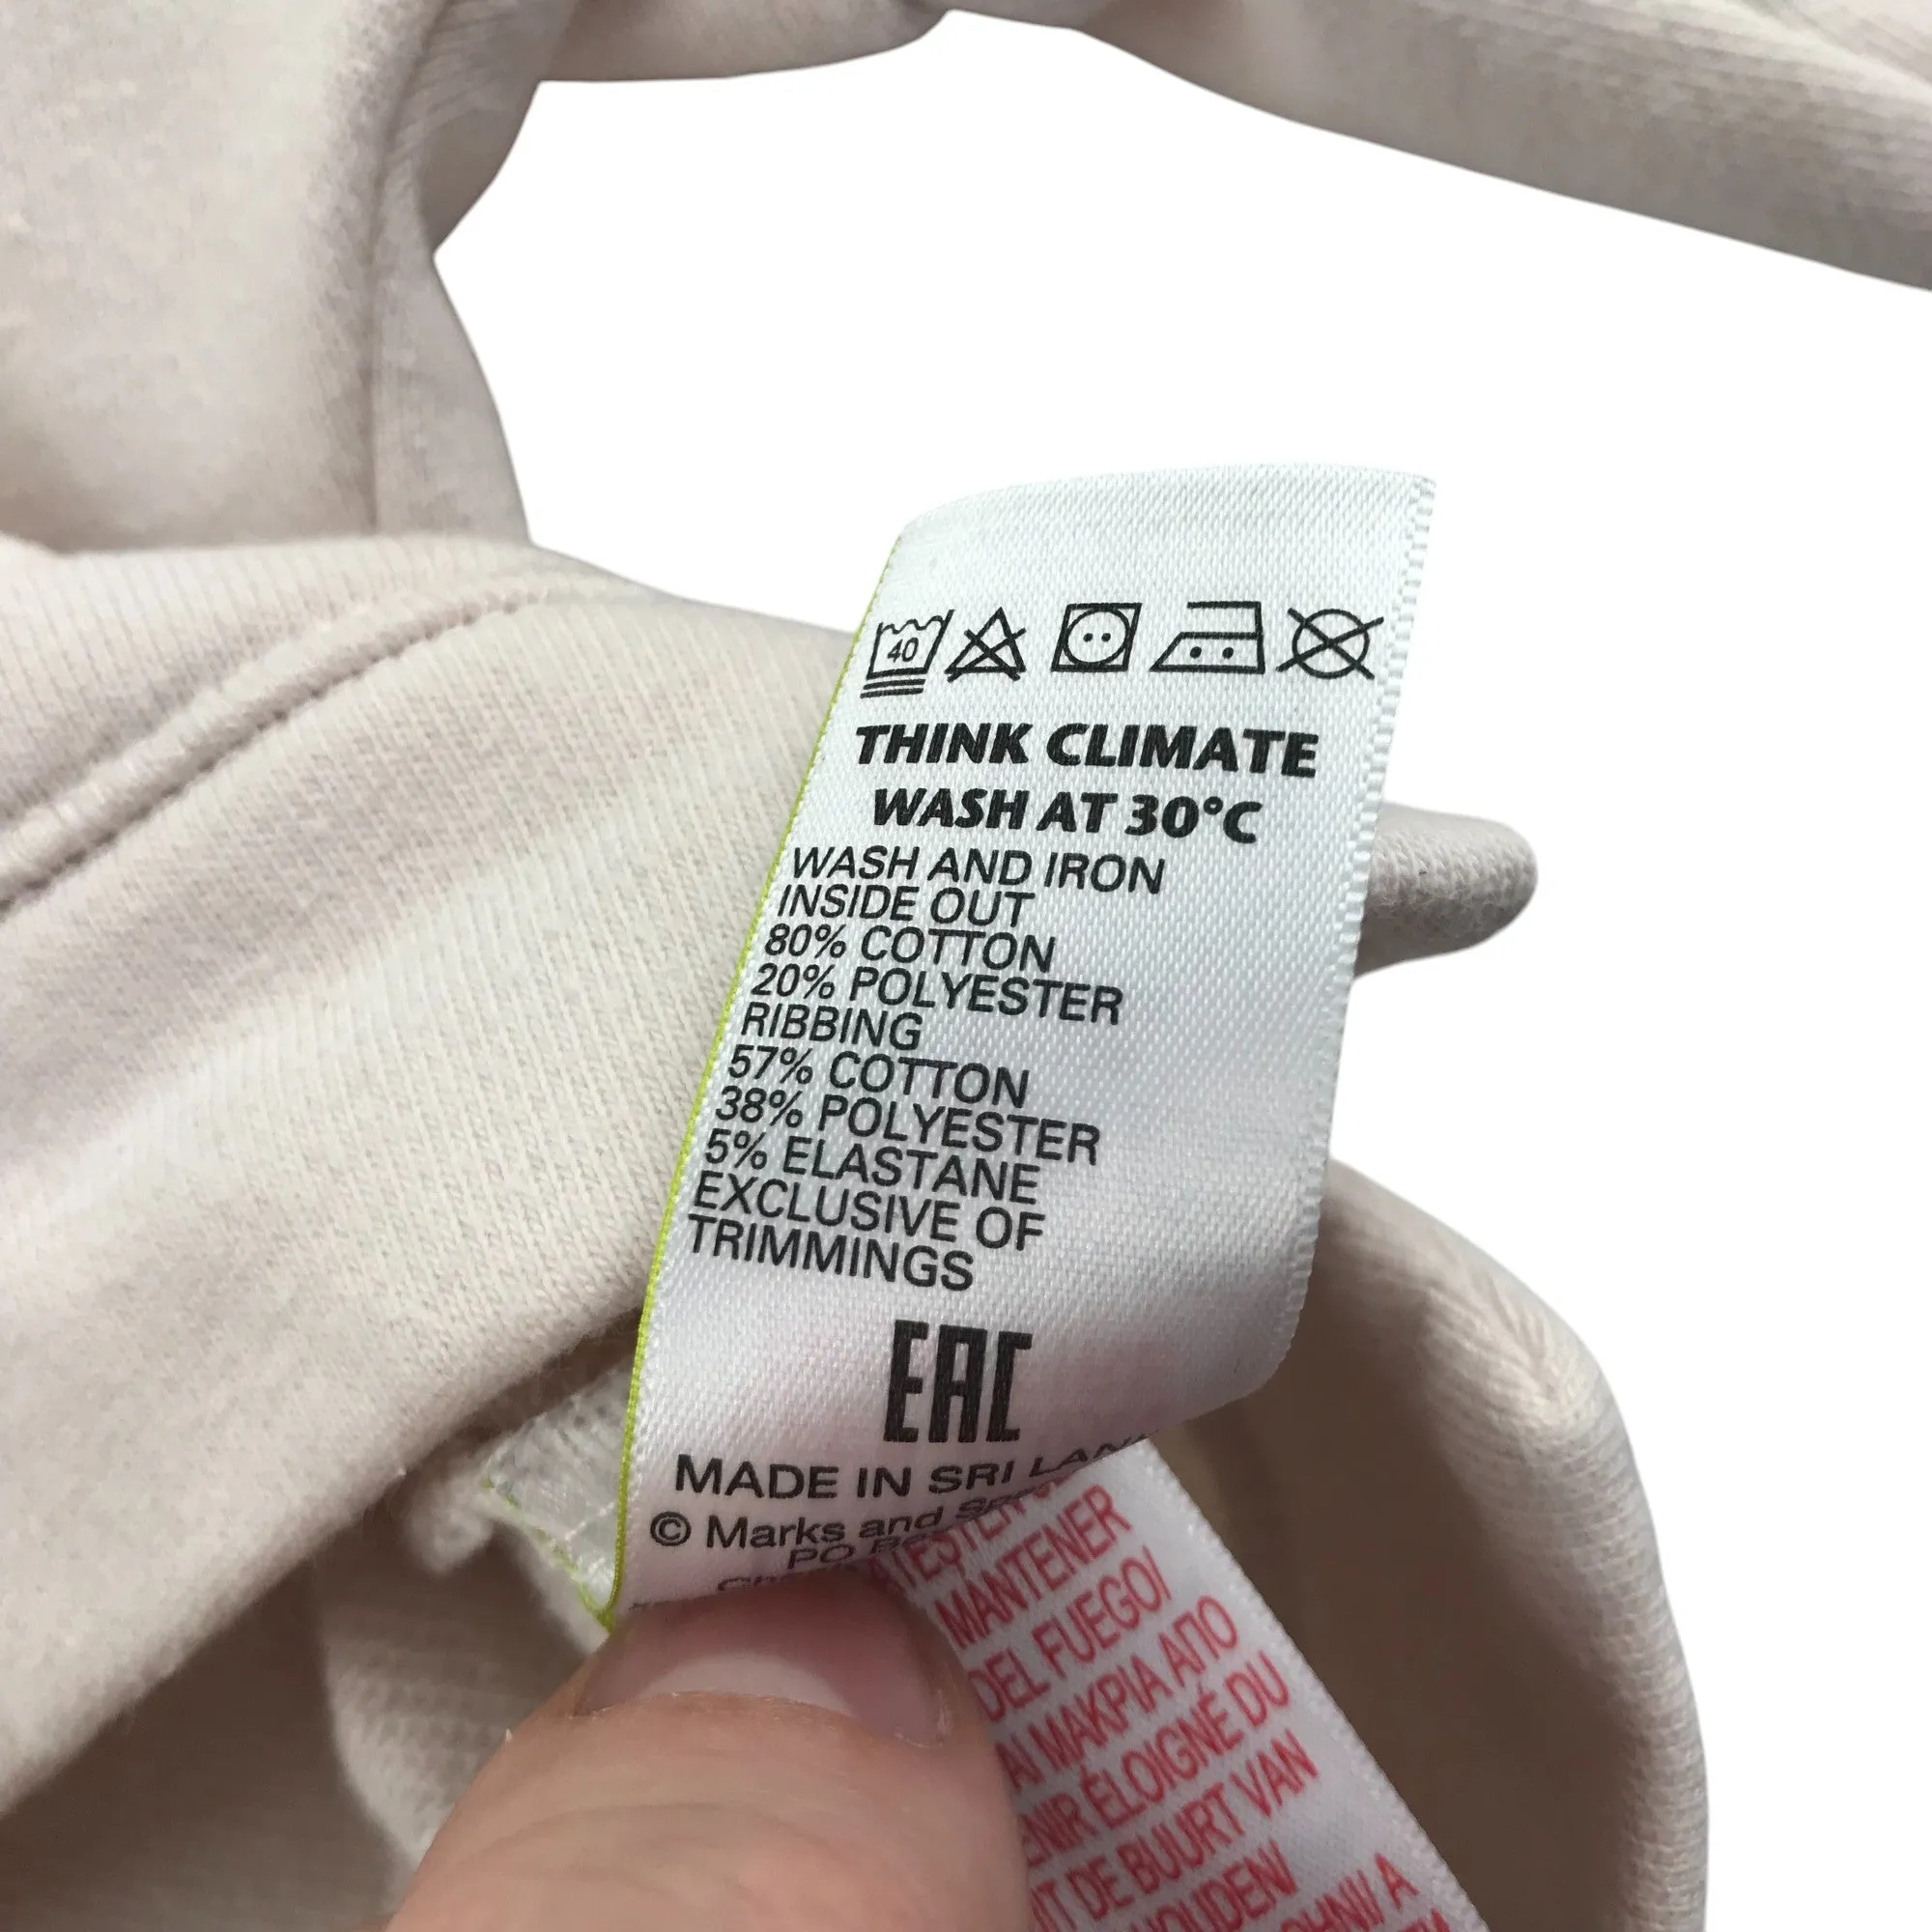 40
THINK CLIMATE
WASH AT 30°C
WASH AND IRON
INSIDE OUT
80% COTTON
20% POLYESTER
RIBBING
57% COTTON
38% POLYESTER
5% ELASTANE
EXCLUSIVE OF
TRIMMINGS
EAC
MADE IN SRI
© Marks and
PO
MANTENER
DEL FUEGO!
ΜΑΚΡΙΑ ΑΠΟ
ÉLOIGNÉ DU
DE BUURT VAN